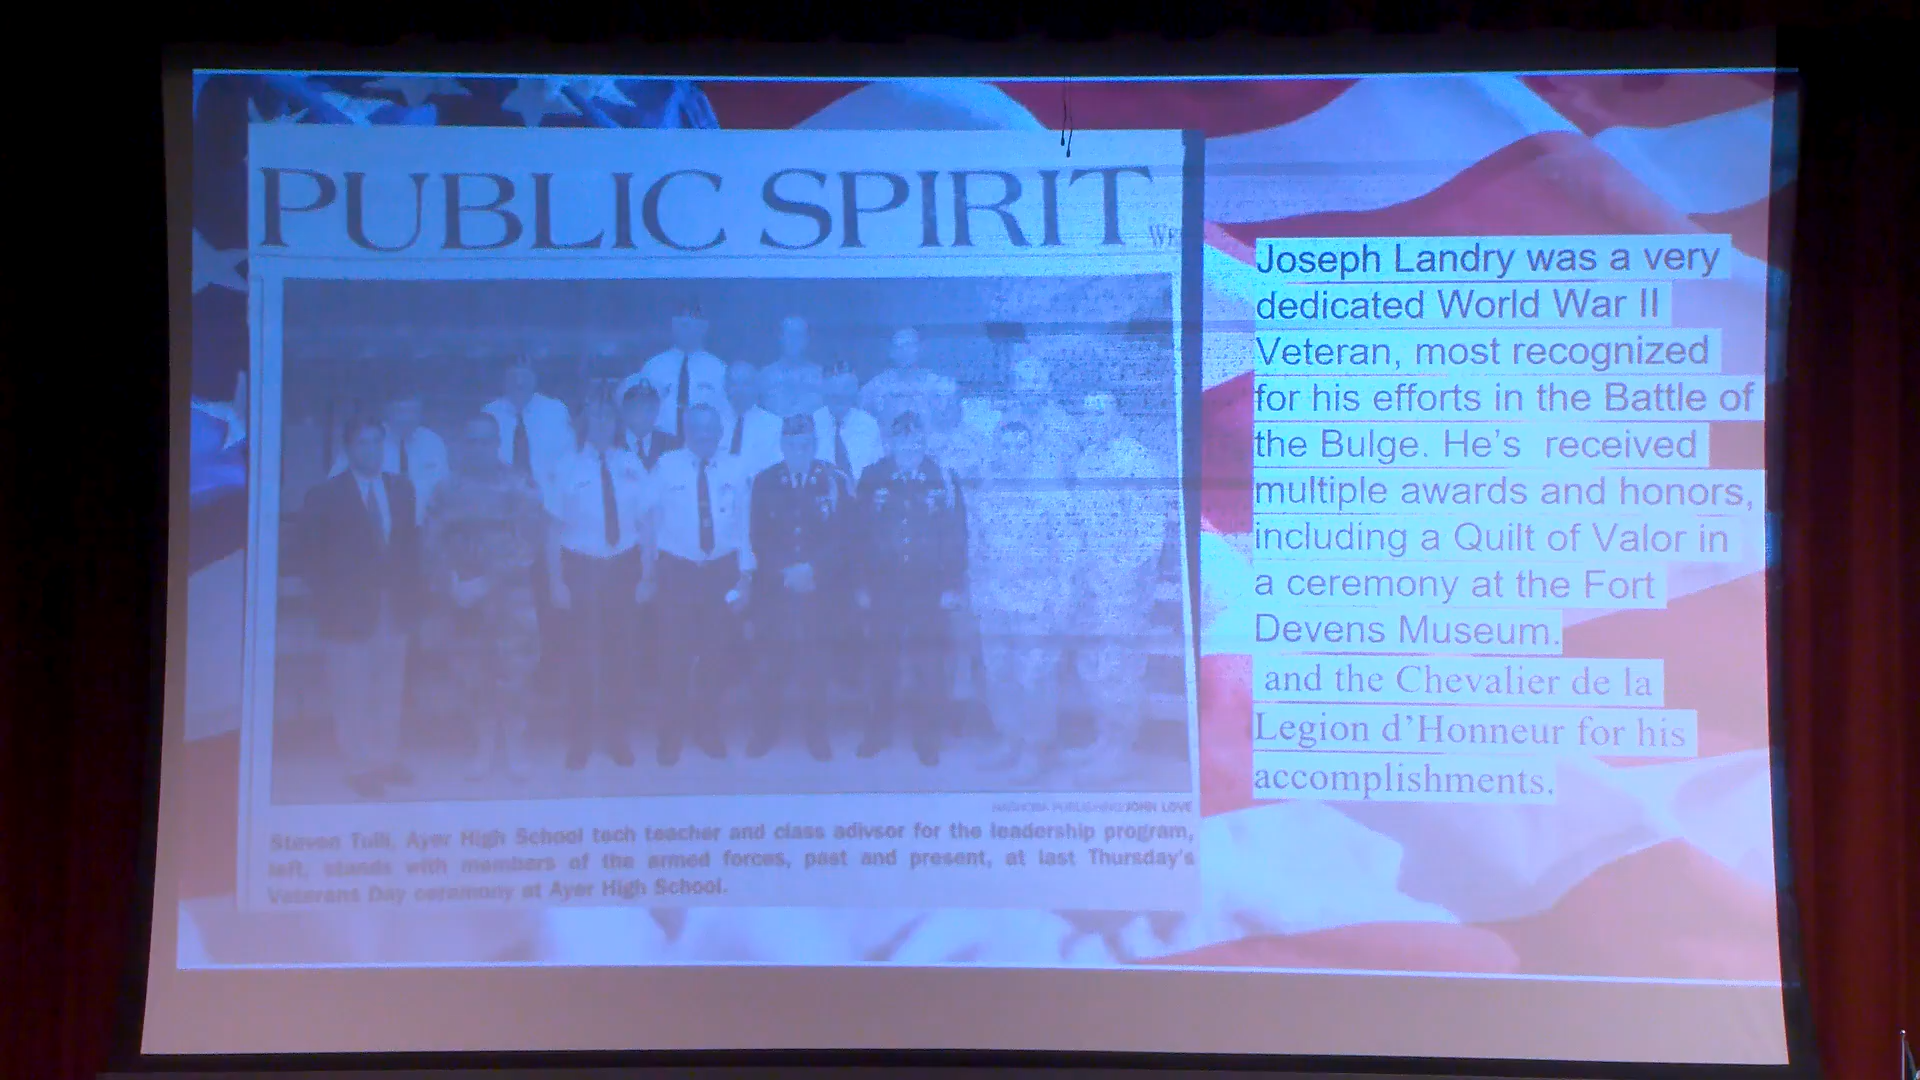 PUBLIC SPIRIT
JOHN LOVE
Steven Tulli, Ayer High School tech teacher and class adivsor for the leadership program,
left, stands with members of the armed forces, past and present, at last Thursday's
Veterans Day ceremony at Ayer High School.
Joseph Landry was a very
dedicated World War II
Veteran, most recognized
for his efforts in the Battle of
the Bulge. He's received
multiple awards and honors,
including a Quilt of Valor in
a ceremony at the Fort
Devens Museum.
and the Chevalier de la
Legion d'Honneur for his
accomplishments.